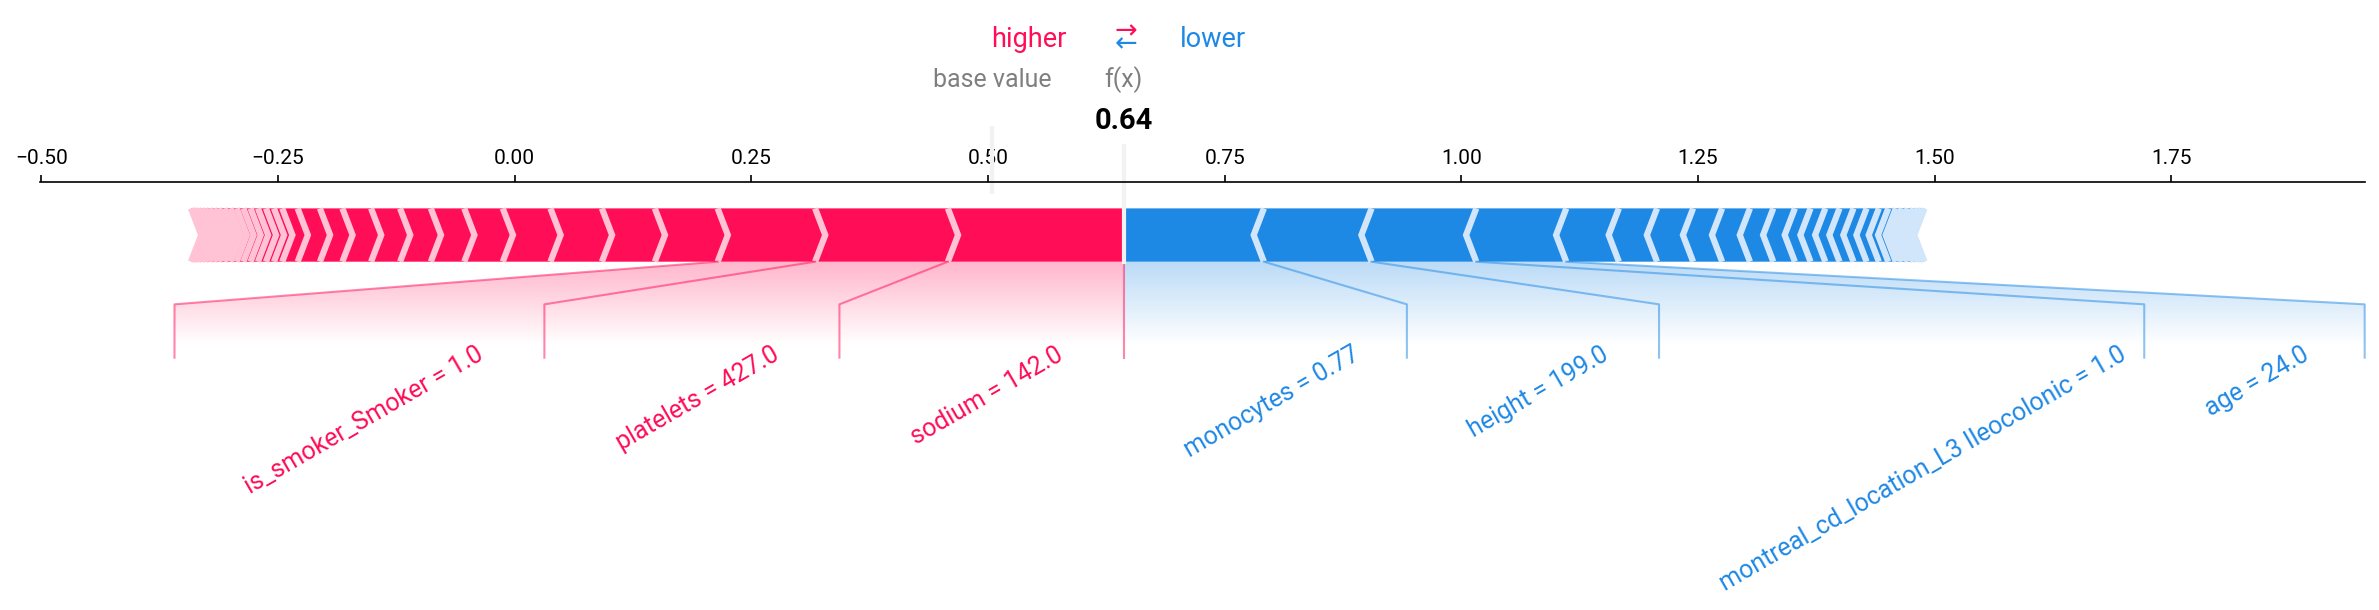 higher ⇄ lower
base value f(x)
0.64
−0.50 −0.25 0.00 0.25 0.50 0.75 1.00 1.25 1.50 1.75
is_smoker_Smoker = 1.0
platelets = 427.0
sodium = 142.0
monocytes = 0.77
height = 199.0
montreal_cd_location_L3 Ileocolonic = 1.0
age = 24.0